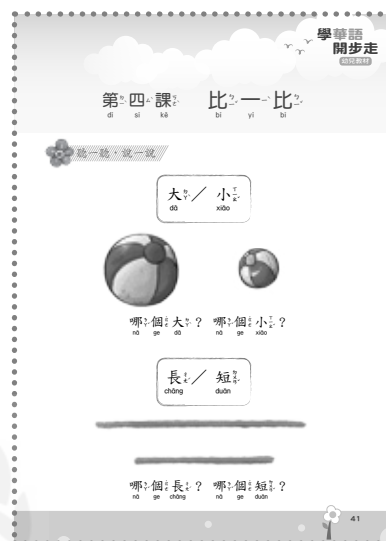 學華語
開步走
幼兒教材
第四課 比一比
dì sì kè bǐ yì bǐ
聽一聽,說一說
大/小
dà xiǎo
哪個大?哪個小?
nǎ ge dà nǎ ge xiǎo
長/短
cháng duǎn
哪個長?哪個短?
nǎ ge cháng nǎ ge duǎn
41